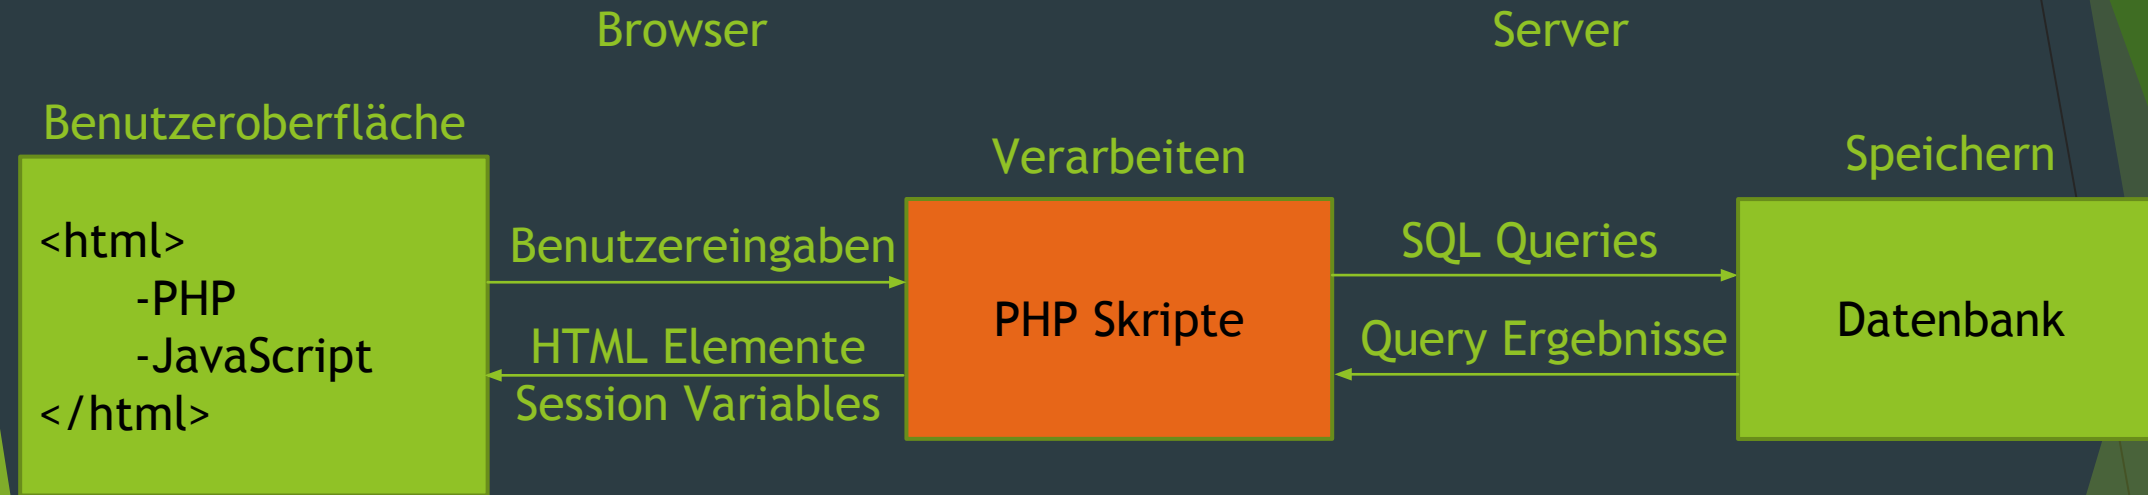 Browser
Server
Benutzeroberfläche
Verarbeiten
Speichern
<html>
-PHP
-JavaScript
</html>
Benutzereingaben
HTML Elemente
Session Variables
PHP Skripte
SQL Queries
Query Ergebnisse
Datenbank